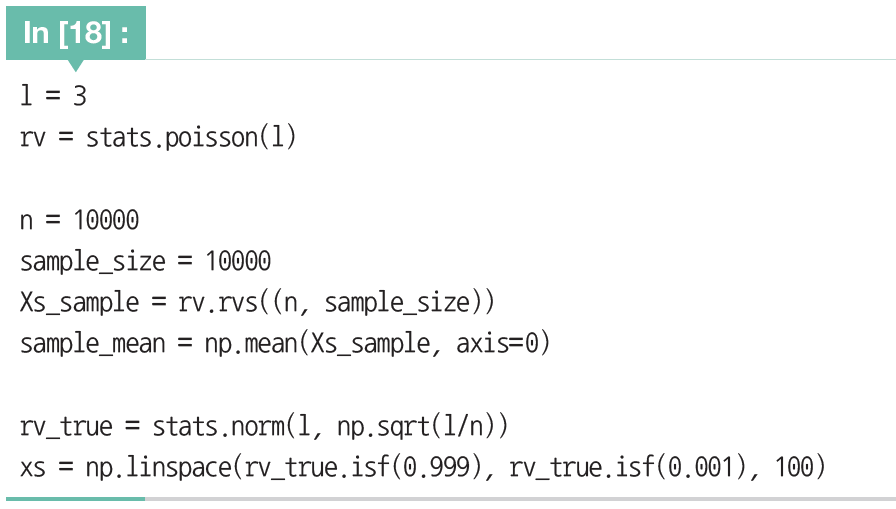 In [18] :
l = 3
rv = stats.poisson(l)
n = 10000
sample_size = 10000
Xs_sample = rv.rvs((n, sample_size))
sample_mean = np.mean(Xs_sample, axis=0)
rv_true = stats.norm(l, np.sqrt(l/n))
xs = np.linspace(rv_true.isf(0.999), rv_true.isf(0.001), 100)